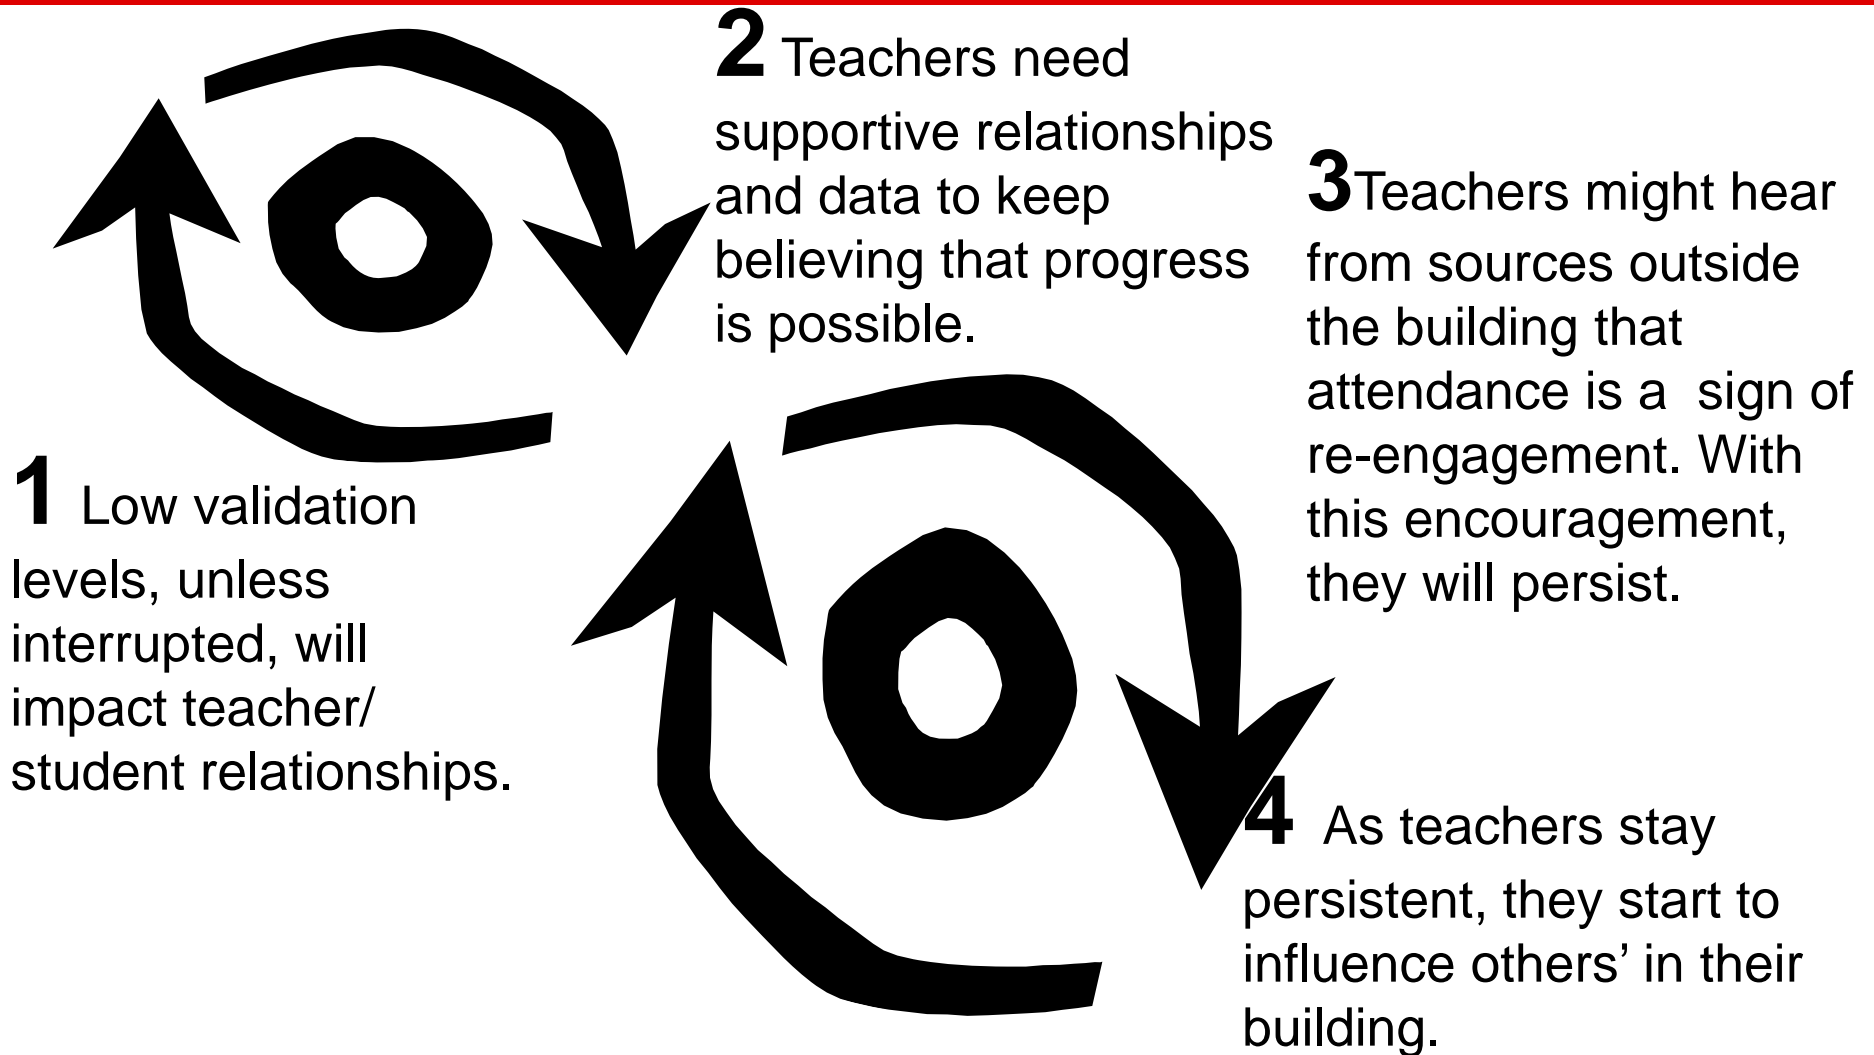 1 Low validation
levels, unless
interrupted, will
impact teacher/
student relationships.
2 Teachers need
supportive relationships
and data to keep
believing that progress
is possible.
3Teachers might hear
from sources outside
the building that
attendance is a  sign of
re-engagement. With
this encouragement,
they will persist.
4 As teachers stay
persistent, they start to
influence others’ in their
building.